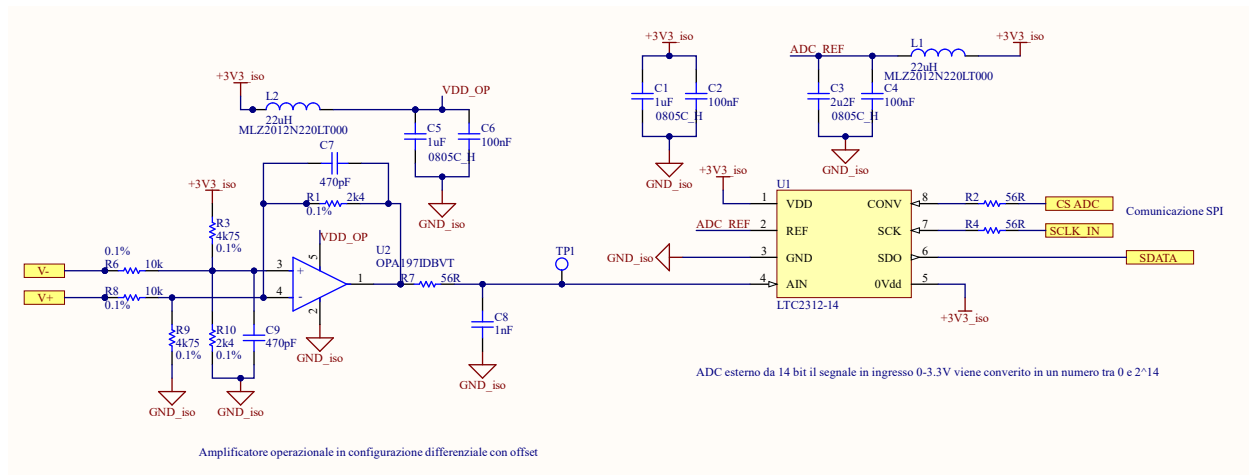 +3V3_iso
L2
22uH
MLZ2012N220LT000
VDD_OP
C5
1uF
0805C_H
C6
100nF
GND_iso
C7
470pF
R1
2k4
0.1%
+3V3_iso
R3
4k75
0.1%
VDD_OP
U2
OPA197IDBVT
V-
0.1%
R6
10k
V+
R8
10k
0.1%
3
4
5
2
1
+
-
GND_iso
R9
4k75
0.1%
R10
2k4
0.1%
C9
470pF
GND_iso
GND_iso
R7
56R
C8
1nF
GND_iso
TP1
Amplificatore operazionale in configurazione differenziale con offset
+3V3_iso
C1
1uF
0805C_H
C2
100nF
GND_iso
ADC_REF
L1
22uH
MLZ2012N220LT000
+3V3_iso
C3
2u2F
0805C_H
C4
100nF
GND_iso
+3V3_iso
U1
1 VDD
ADC_REF 2 REF
GND_iso 3 GND
4 AIN
CONV 8 R2 56R CS ADC
SCK 7 R4 56R SCLK_IN
SDO 6 SDATA
0Vdd 5
+3V3_iso
LTC2312-14
Comunicazione SPI
ADC esterno da 14 bit il segnale in ingresso 0-3.3V viene converito in un numero tra 0 e 2^14